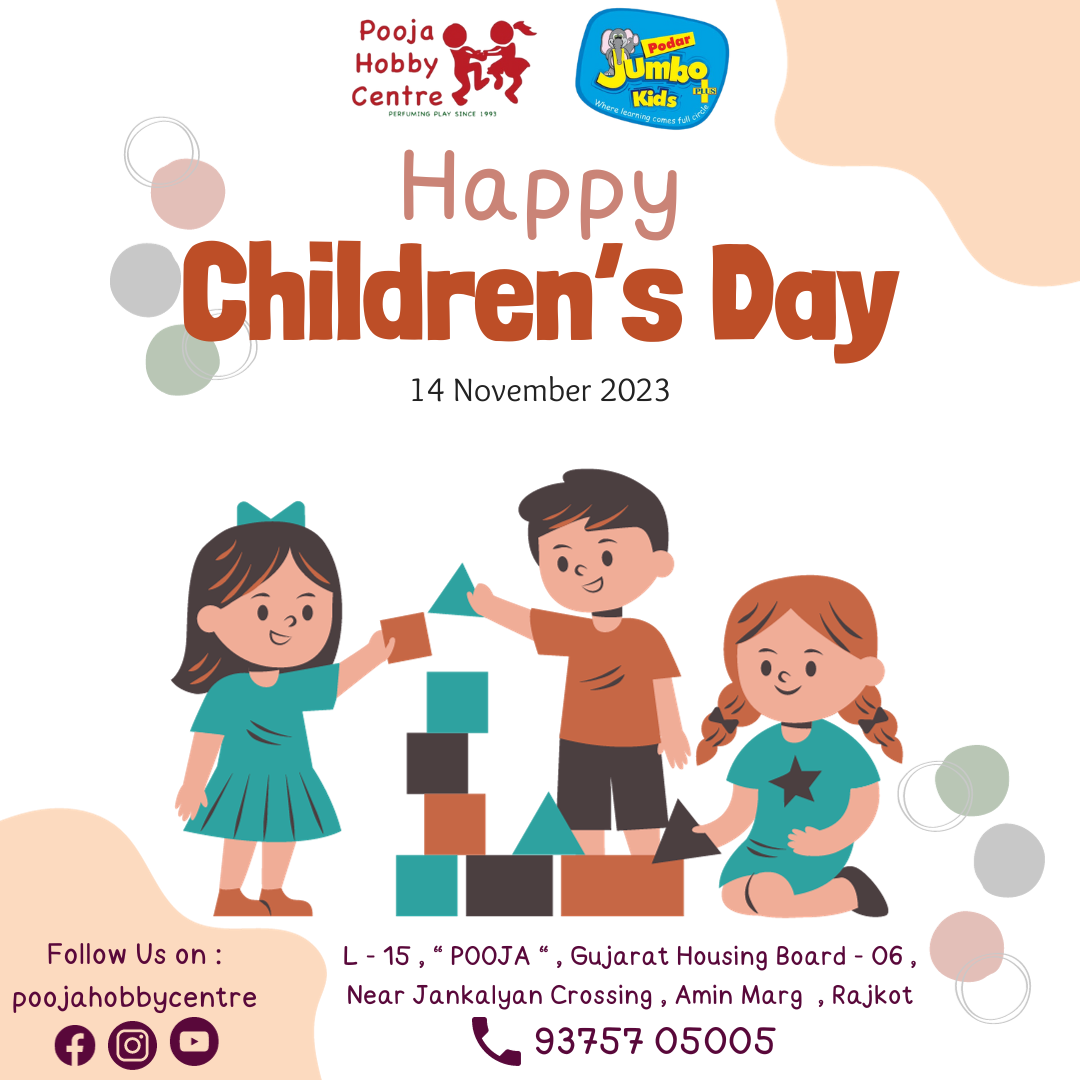 Pooja
Hobby
Centre
PERFUMING PLAY SINCE 1993
Podar
Jumbo
Kids
PLUS
Where learning comes full circle
Happy
Children's Day
14 November 2023
Follow Us on :
poojahobbycentre
L - 15 , “ POOJA “ , Gujarat Housing Board - 06 ,
Near Jankalyan Crossing , Amin Marg , Rajkot
93757 05005